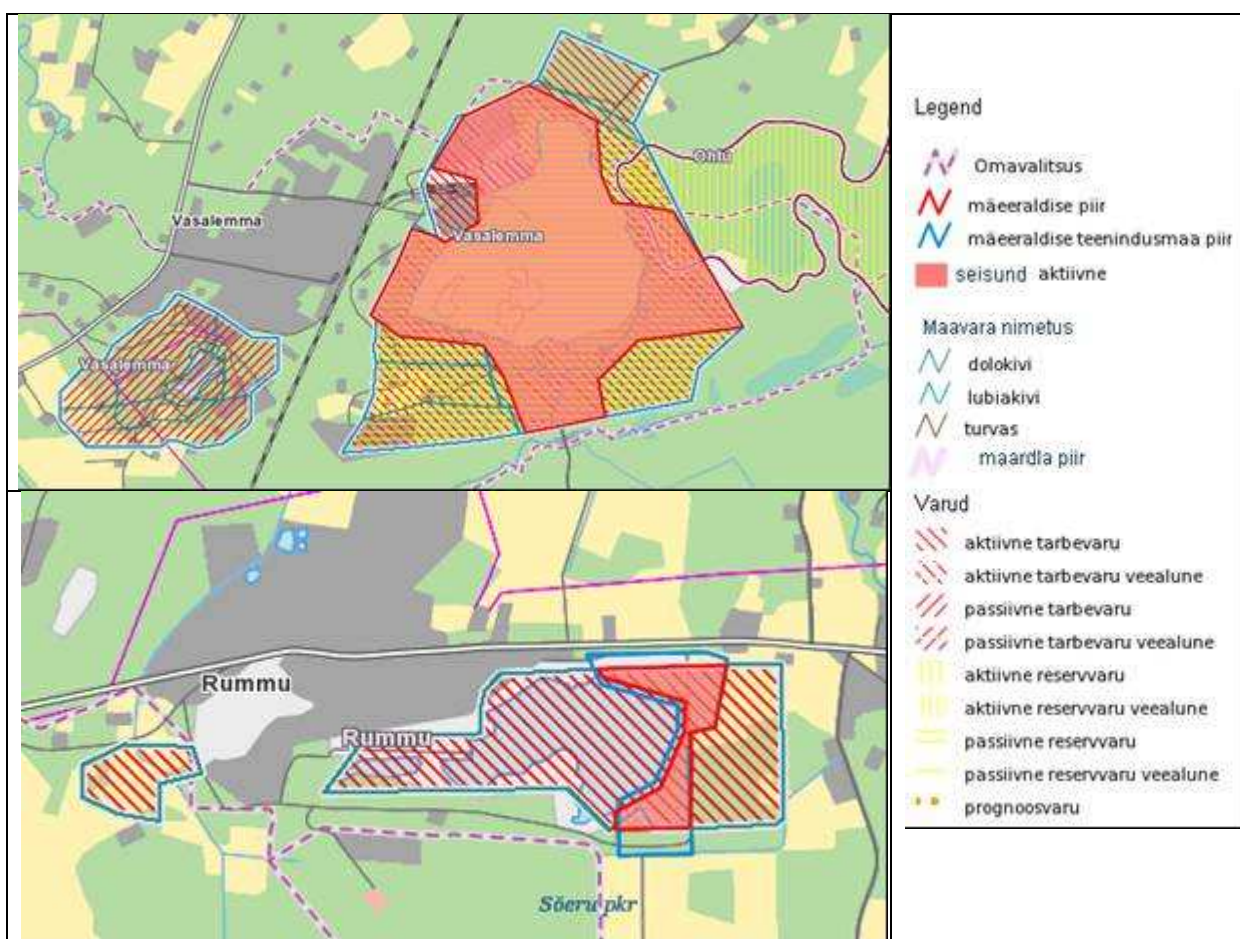 Ohtu
Vasalemma
Vasalemma
Vasalemma
Rummu
Rummu
Sõeru pkr
Legend
Omavalitsus
mäeeraldise piir
mäeeraldise teenindusmaa piir
seisund aktiivne
Maavara nimetus
dolokivi
lubiakivi
turvas
maardla piir
Varud
aktiivne tarbevaru
aktiivne tarbevaru veealune
passiivne tarbevaru
passiivne tarbevaru veealune
aktiivne reservvaru
aktiivne reservvaru veealune
passiivne reservvaru
passiivne reservvaru veealune
prognoosvaru